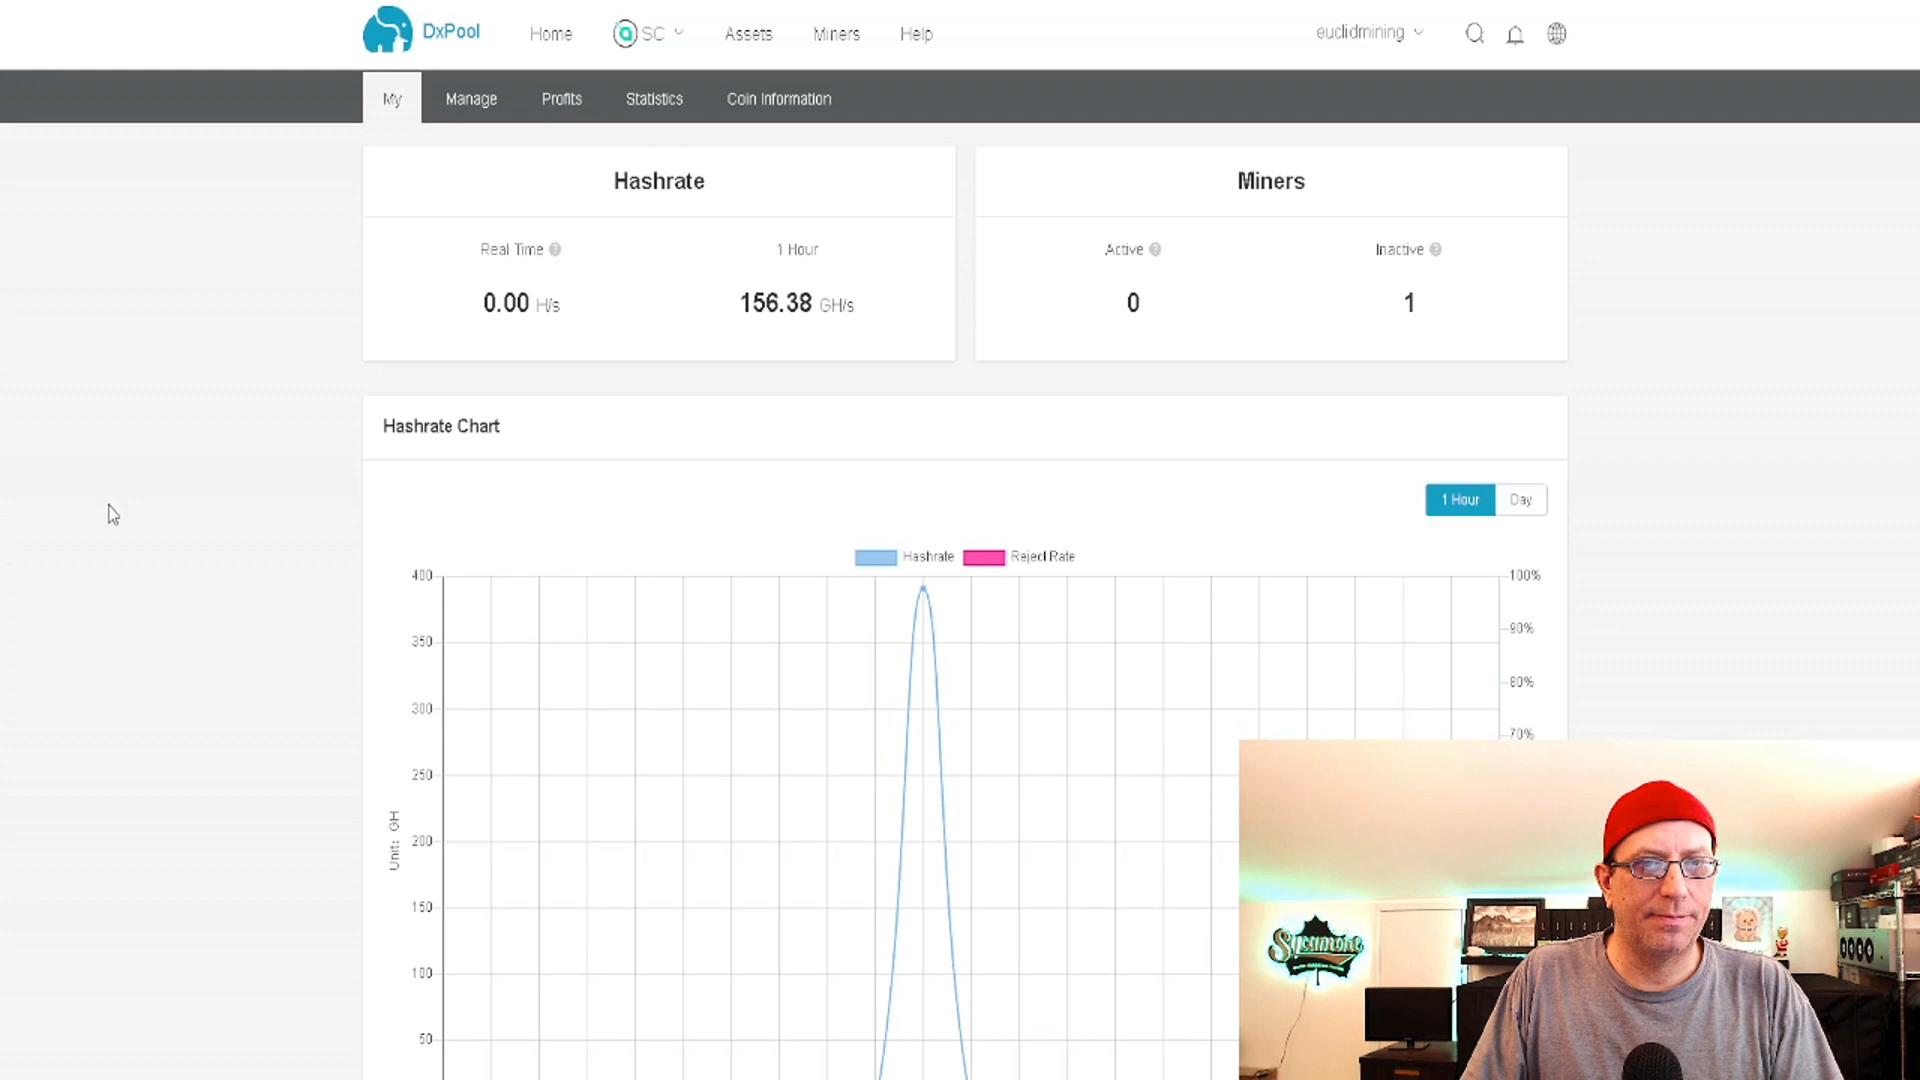 DxPool
Home
SC
Assets
Miners
Help
euclidmining
My
Manage
Profits
Statistics
Coin Information
Hashrate
Real Time
1 Hour
0.00 H/s
156.38 GH/s
Miners
Active
Inactive
0
1
Hashrate Chart
1 Hour
Day
Hashrate
Reject Rate
400
350
300
250
200
150
100
50
Unit: GH
100%
90%
80%
70%
Sycamore